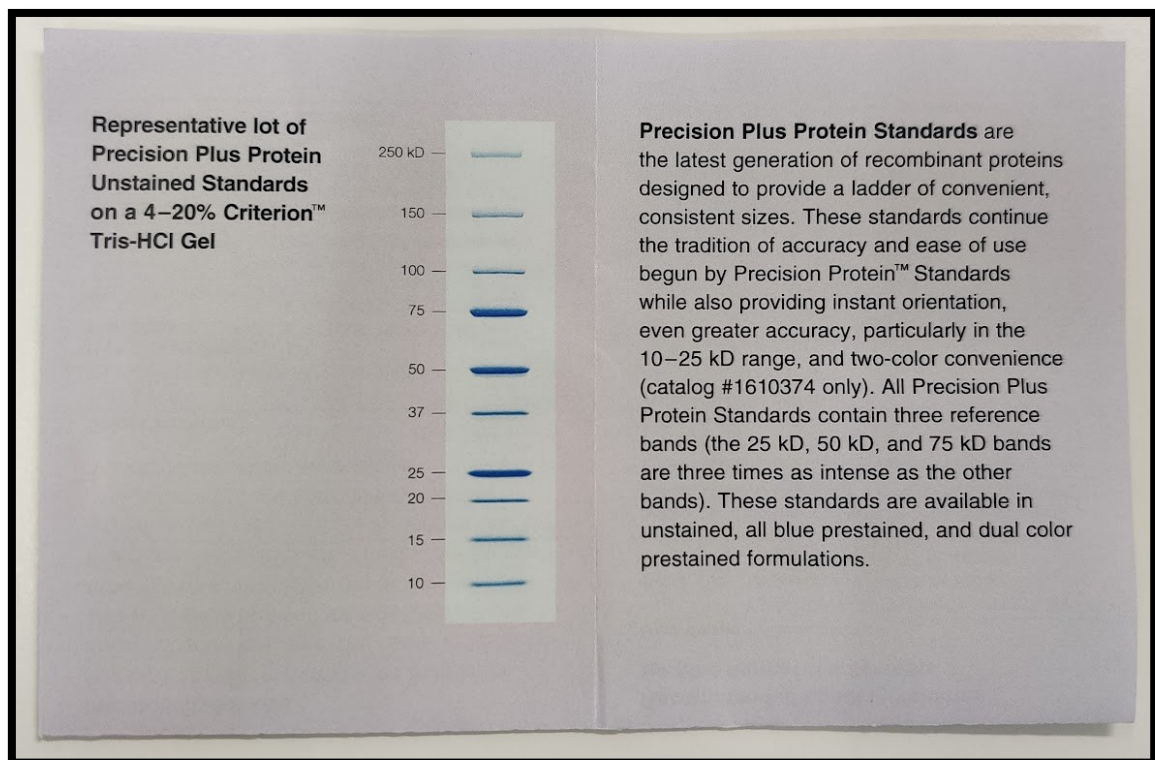 Representative lot of
Precision Plus Protein
Unstained Standards
on a 4–20% Criterion™
Tris-HCl Gel
250 kD
150
100
75
50
37
25
20
15
10
Precision Plus Protein Standards are
the latest generation of recombinant proteins
designed to provide a ladder of convenient,
consistent sizes. These standards continue
the tradition of accuracy and ease of use
begun by Precision Protein™ Standards
while also providing instant orientation,
even greater accuracy, particularly in the
10–25 kD range, and two-color convenience
(catalog #1610374 only). All Precision Plus
Protein Standards contain three reference
bands (the 25 kD, 50 kD, and 75 kD bands
are three times as intense as the other
bands). These standards are available in
unstained, all blue prestained, and dual color
prestained formulations.